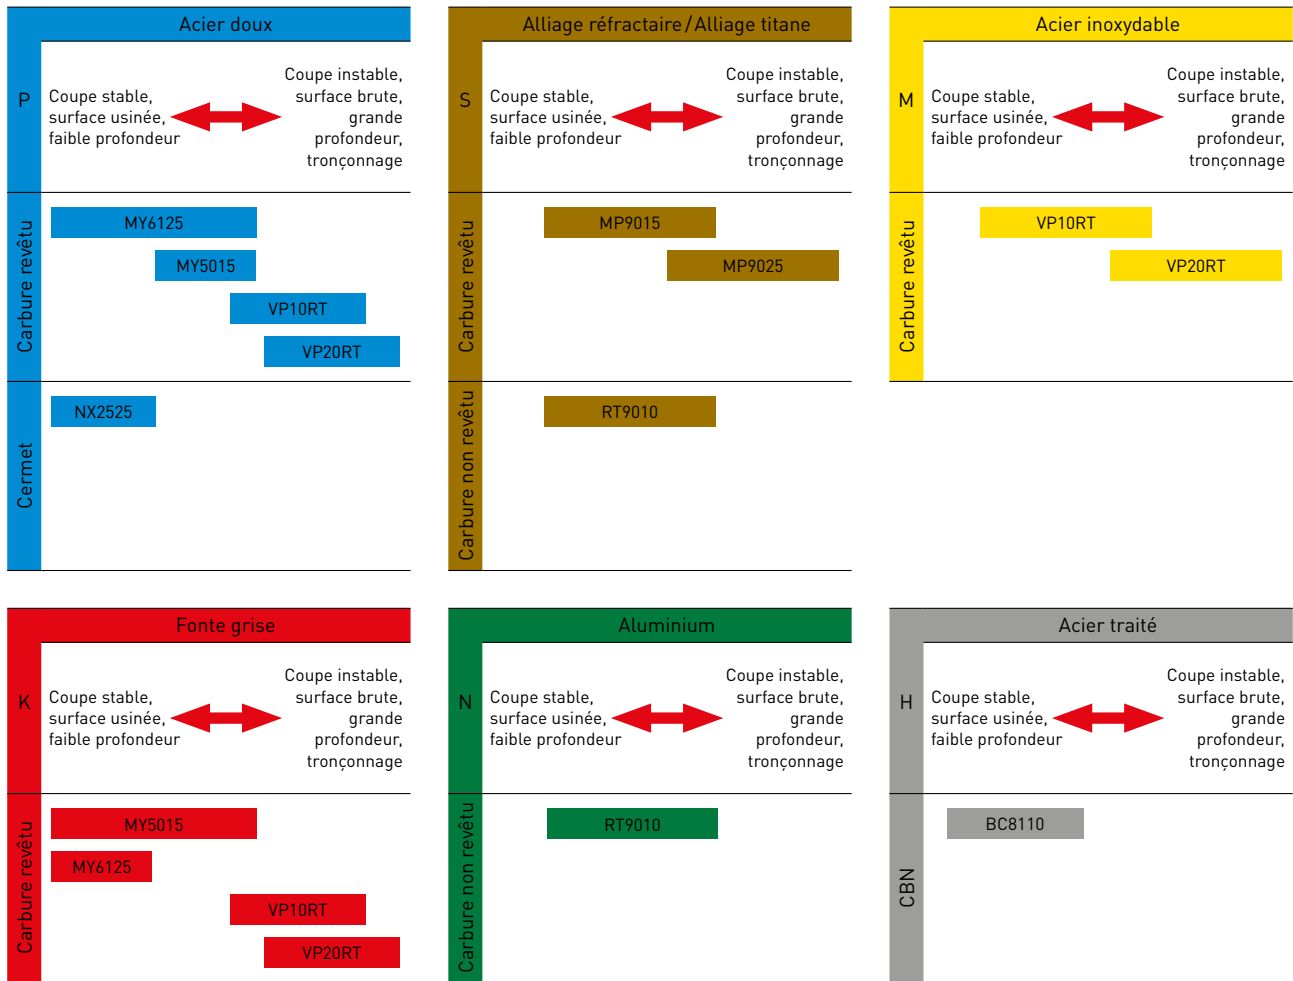 Acier doux
P
Coupe stable,
surface usinée,
faible profondeur
Coupe instable,
surface brute,
grande
profondeur,
tronçonnage
Carbure revêtu
MY6125
MY5015
VP10RT
VP20RT
Cermet
NX2525
Alliage réfractaire/Alliage titane
S
Coupe stable,
surface usinée,
faible profondeur
Coupe instable,
surface brute,
grande
profondeur,
tronçonnage
Carbure revêtu
MP9015
MP9025
Carbure non revêtu
RT9010
Acier inoxydable
M
Coupe stable,
surface usinée,
faible profondeur
Coupe instable,
surface brute,
grande
profondeur,
tronçonnage
Carbure revêtu
VP10RT
VP20RT
Fonte grise
K
Coupe stable,
surface usinée,
faible profondeur
Coupe instable,
surface brute,
grande
profondeur,
tronçonnage
Carbure revêtu
MY5015
MY6125
VP10RT
VP20RT
Aluminium
N
Coupe stable,
surface usinée,
faible profondeur
Coupe instable,
surface brute,
grande
profondeur,
tronçonnage
Carbure non revêtu
RT9010
Acier traité
H
Coupe stable,
surface usinée,
faible profondeur
Coupe instable,
surface brute,
grande
profondeur,
tronçonnage
CBN
BC8110